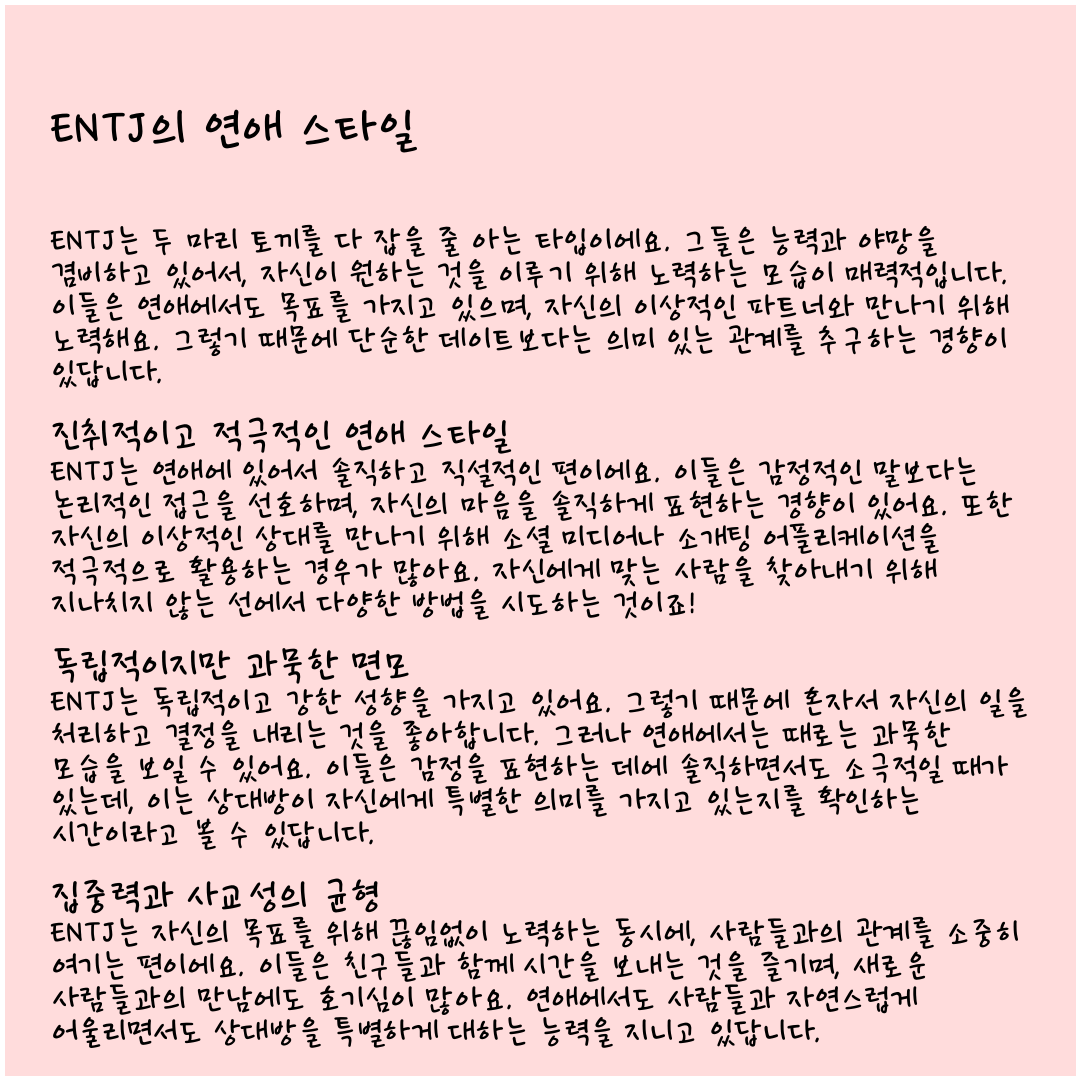 ENTJ의 연애 스타일
ENTJ는 두 마리 토끼를 다 잡을 줄 아는 타입이에요. 그들은 능력과 야망을
겸비하고 있어서, 자신이 원하는 것을 이루기 위해 노력하는 모습이 매력적입니다.
이들은 연애에서도 목표를 가지고 있으며, 자신의 이상적인 파트너와 만나기 위해
노력해요. 그렇기 때문에 단순한 데이트보다는 의미 있는 관계를 추구하는 경향이
있답니다.
진취적이고 적극적인 연애 스타일
ENTJ는 연애에 있어서 솔직하고 직설적인 편이에요. 이들은 감정적인 말보다는
논리적인 접근을 선호하며, 자신의 마음을 솔직하게 표현하는 경향이 있어요. 또한
자신의 이상적인 상대를 만나기 위해 소셜 미디어나 소개팅 어플리케이션을
적극적으로 활용하는 경우가 많아요. 자신에게 맞는 사람을 찾아내기 위해
지나치지 않는 선에서 다양한 방법을 시도하는 것이죠!
독립적이지만 과묵한 면모
ENTJ는 독립적이고 강한 성향을 가지고 있어요. 그렇기 때문에 혼자서 자신의 일을
처리하고 결정을 내리는 것을 좋아합니다. 그러나 연애에서는 때로는 과묵한
모습을 보일 수 있어요. 이들은 감정을 표현하는 데에 솔직하면서도 소극적일 때가
있는데, 이는 상대방이 자신에게 특별한 의미를 가지고 있는지를 확인하는
시간이라고 볼 수 있답니다.
집중력과 사교성의 균형
ENTJ는 자신의 목표를 위해 끊임없이 노력하는 동시에, 사람들과의 관계를 소중히
여기는 편이에요. 이들은 친구들과 함께 시간을 보내는 것을 즐기며, 새로운
사람들과의 만남에도 호기심이 많아요. 연애에서도 사람들과 자연스럽게
어울리면서도 상대방을 특별하게 대하는 능력을 지니고 있답니다.